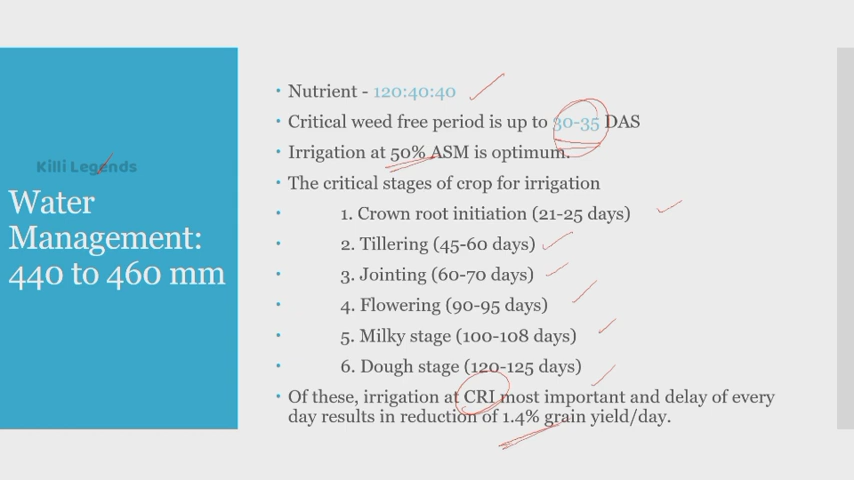 Killi Legends
Water
Management:
440 to 460 mm
• Nutrient - 120:40:40
• Critical weed free period is up to 30-35 DAS
• Irrigation at 50% ASM is optimum.
• The critical stages of crop for irrigation
• 1. Crown root initiation (21-25 days)
• 2. Tillering (45-60 days)
• 3. Jointing (60-70 days)
• 4. Flowering (90-95 days)
• 5. Milky stage (100-108 days)
• 6. Dough stage (120-125 days)
• Of these, irrigation at CRI most important and delay of every
day results in reduction of 1.4% grain yield/day.